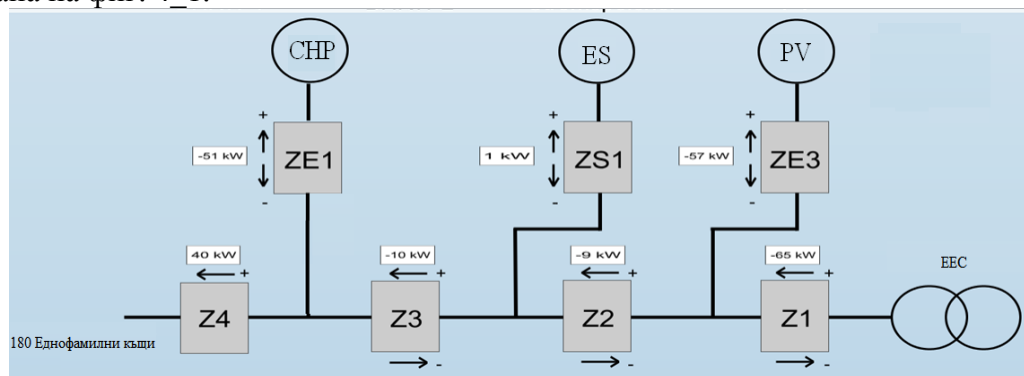 CHP
ES
PV
+
+
+
-51 kW
ZE1
1 kW
ZS1
-57 kW
ZE3
-
-
-
40 kW
+
-10 kW
+
-9 kW
+
-65 kW
+
ЕЕС
Z4
Z3
Z2
Z1
180 Еднофамилни къщи
-
-
-